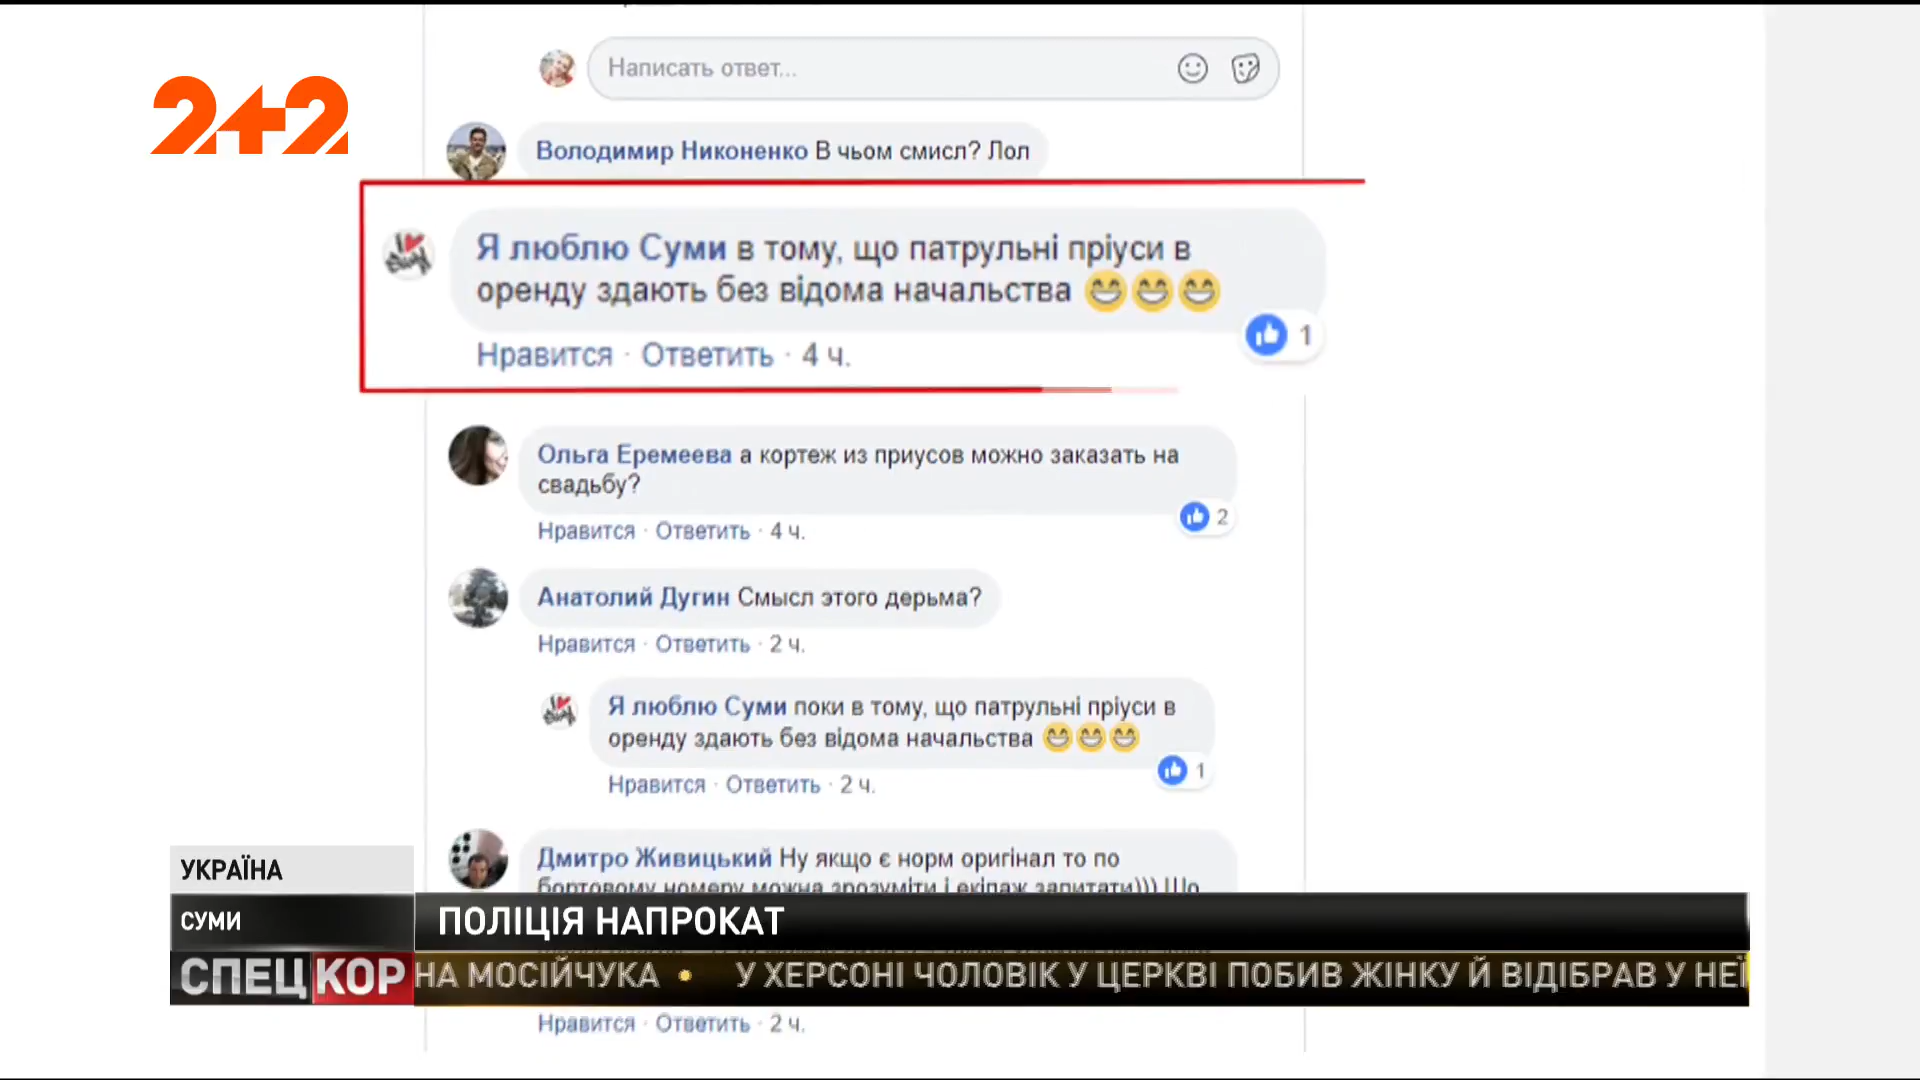 Написать ответ...
2+2
Володимир Никоненко В чьом смисл? Лол
Я люблю Суми в тому, що патрульні пріуси в
оренду здають без відома начальства 😁😁😁
1
Нравится · Ответить · 4 ч.
Ольга Еремеева а кортеж из приусов можно заказать на
свадьбу?
2
Нравится · Ответить · 4 ч.
Анатолий Дугин Смысл этого дерьма?
Нравится · Ответить · 2 ч.
Я люблю Суми поки в тому, що патрульні пріуси в
оренду здають без відома начальства 😁😁😁
1
Нравится · Ответить · 2 ч.
Дмитро Живицький Ну якщо є норм оригінал то по
бортовому номеру можна зрозуміти і екіпаж запитати))) Що
УКРАЇНА
СУМИ
ПОЛІЦІЯ НАПРОКАТ
СПЕЦКОР
НА МОСІЙЧУКА • У ХЕРСОНІ ЧОЛОВІК У ЦЕРКВІ ПОБИВ ЖІНКУ Й ВІДІБРАВ У НЕЇ
Нравится · Ответить · 2 ч.